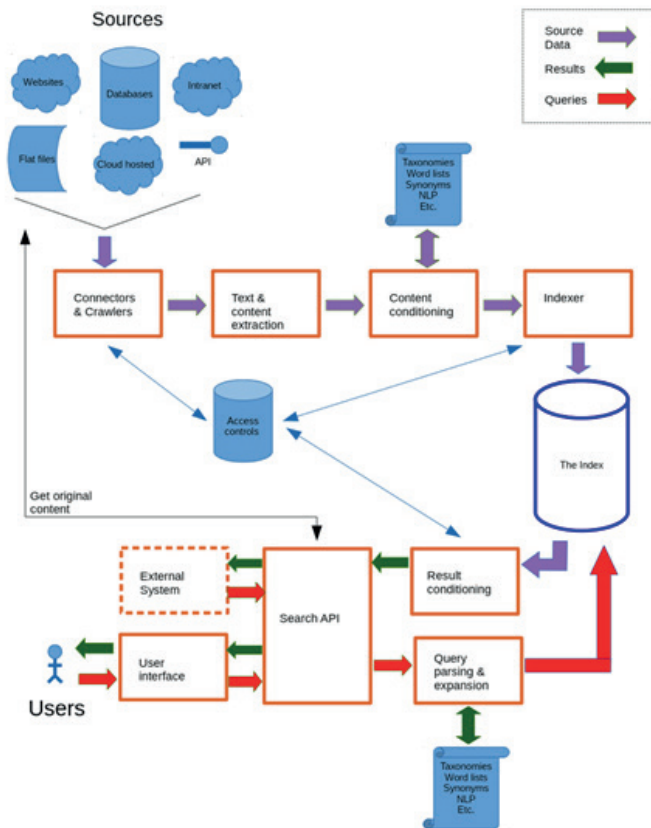 Sources
Websites
Databases
Intranet
Flat files
Cloud hosted
API
Source
Data
Results
Queries
Taxonomies
Word lists
Synonyms
NLP
Etc.
Connectors
& Crawlers
Text &
content
extraction
Content
conditioning
Indexer
Access
controls
The Index
Get original
content
External
System
Search API
Result
conditioning
User
interface
Query
parsing &
expansion
Users
Taxonomies
Word lists
Synonyms
NLP
Etc.